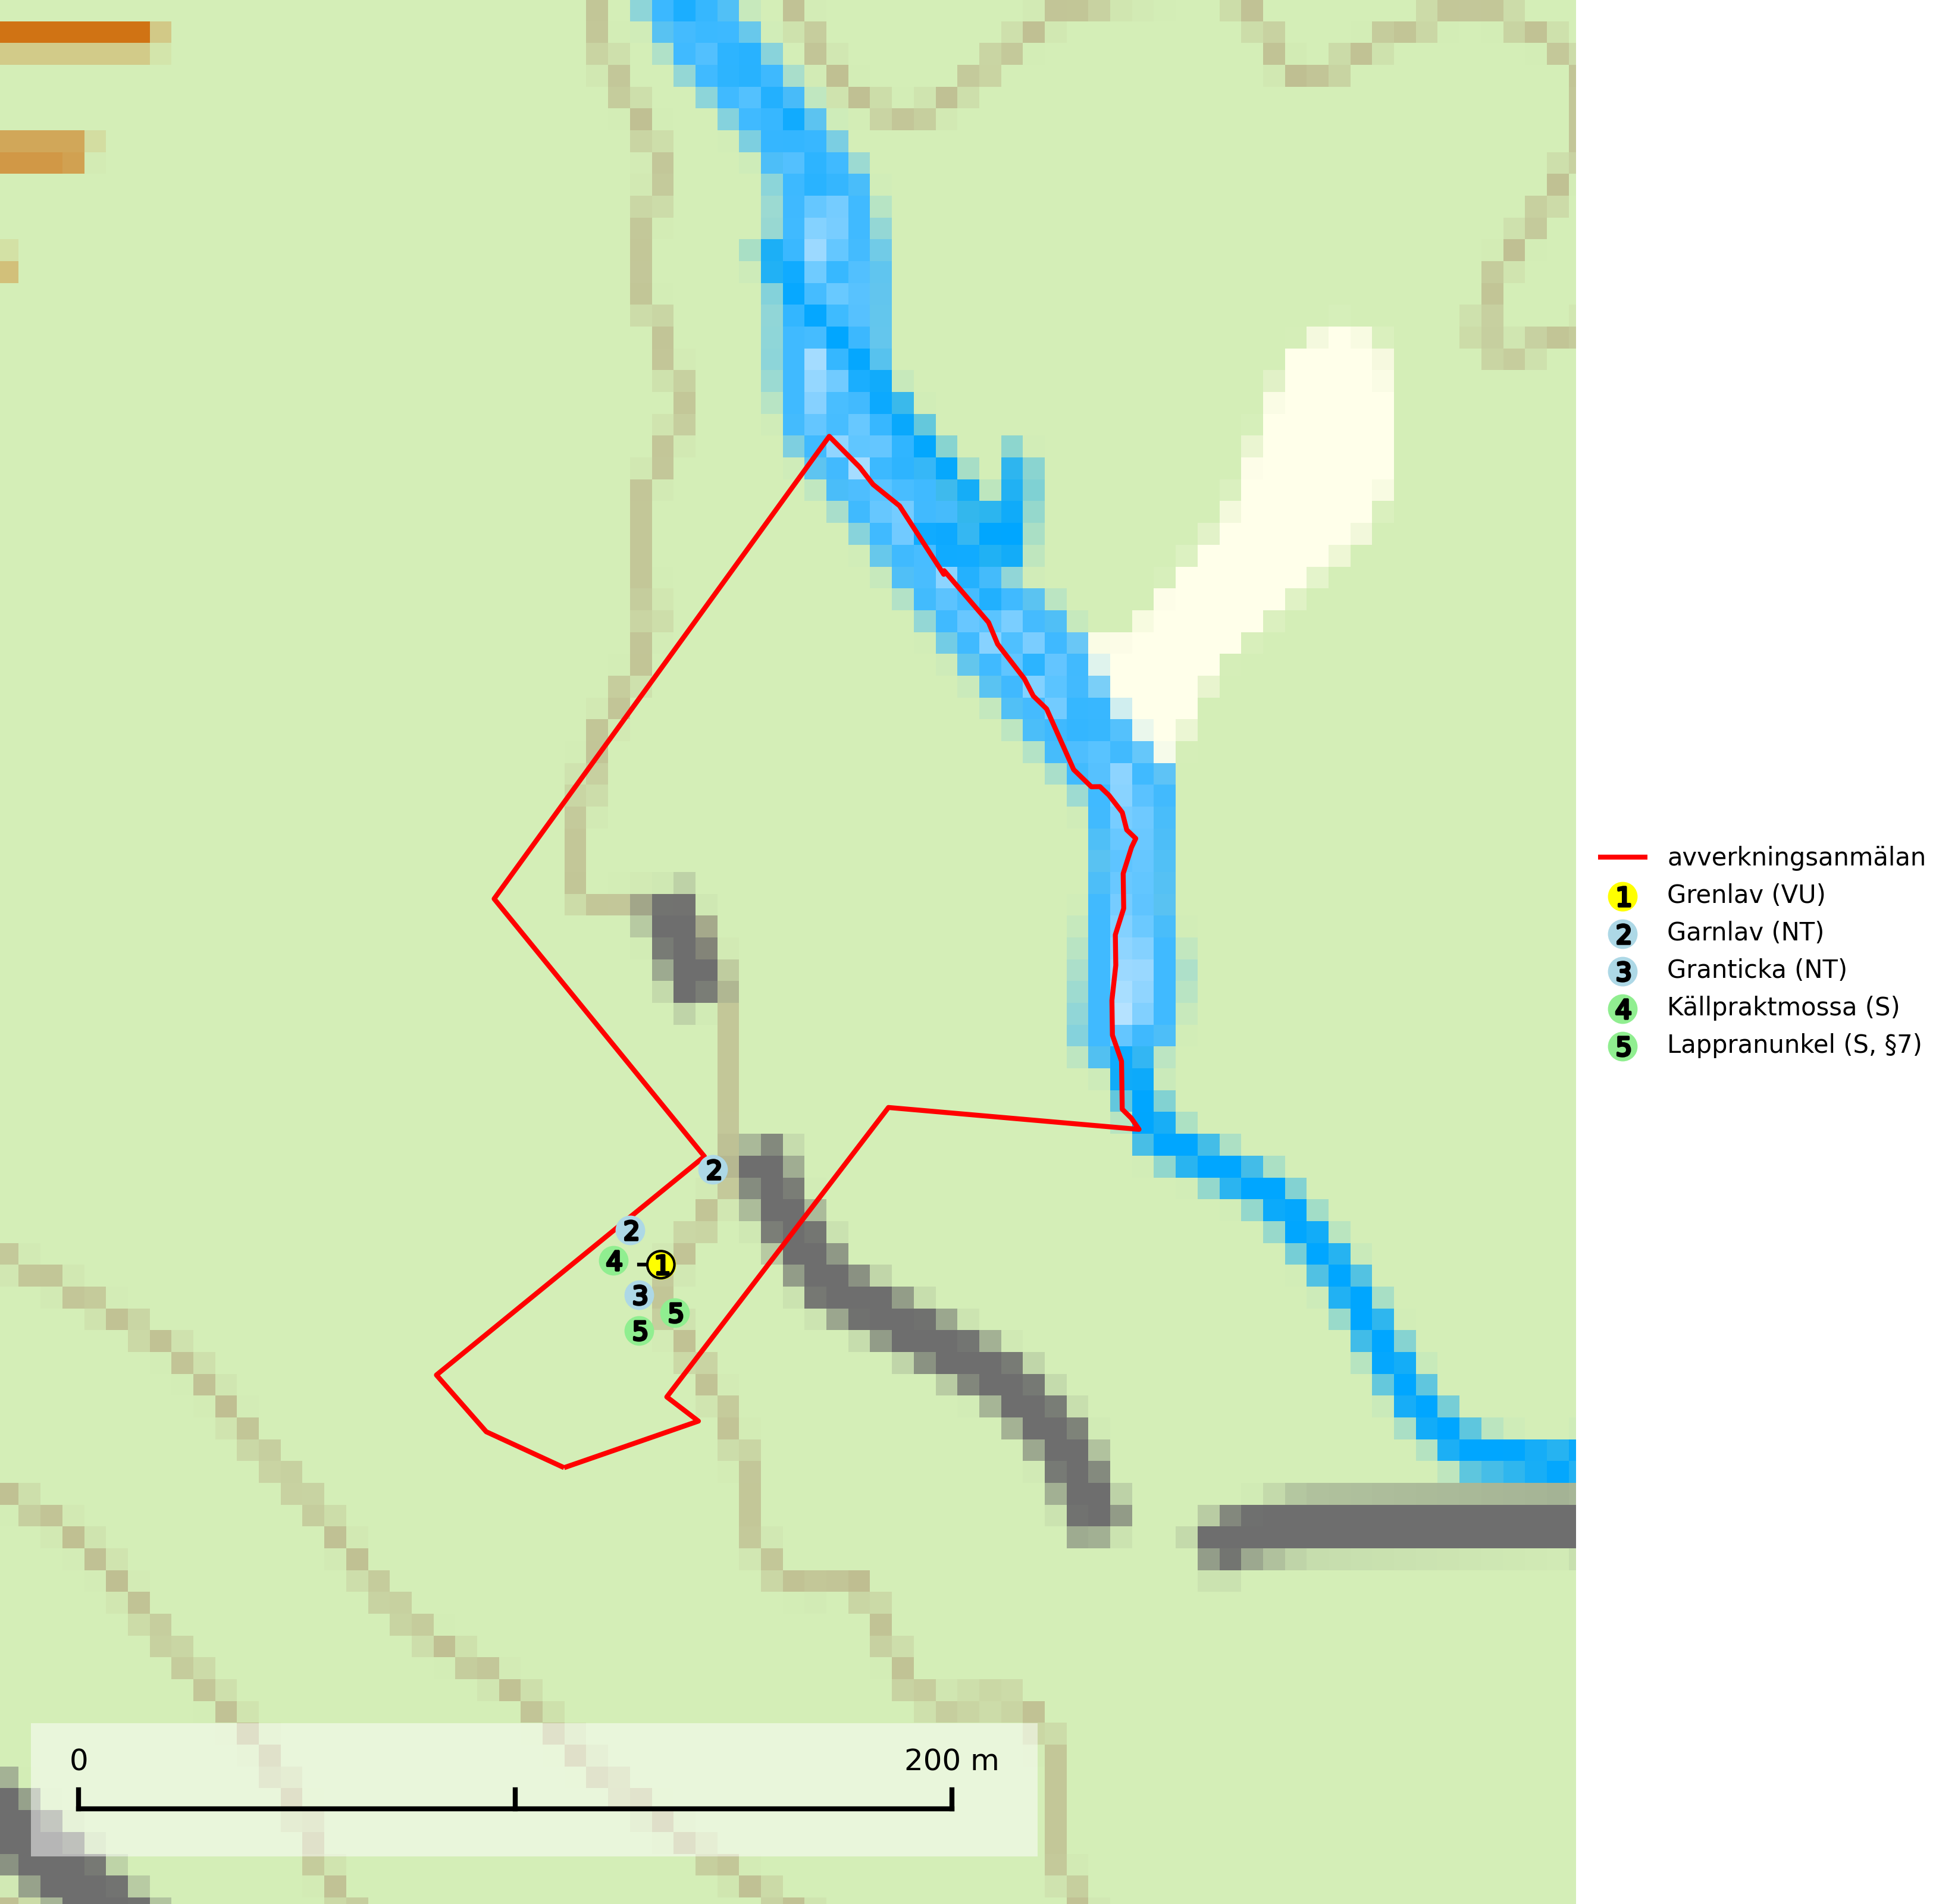 avverkningsanmälan
1 Grenlav (VU)
2 Garnlav (NT)
3 Granticka (NT)
4 Källpraktmossa (S)
5 Lappranunkel (S, §7)
2
2
4 1
3
5
5
0 200 m